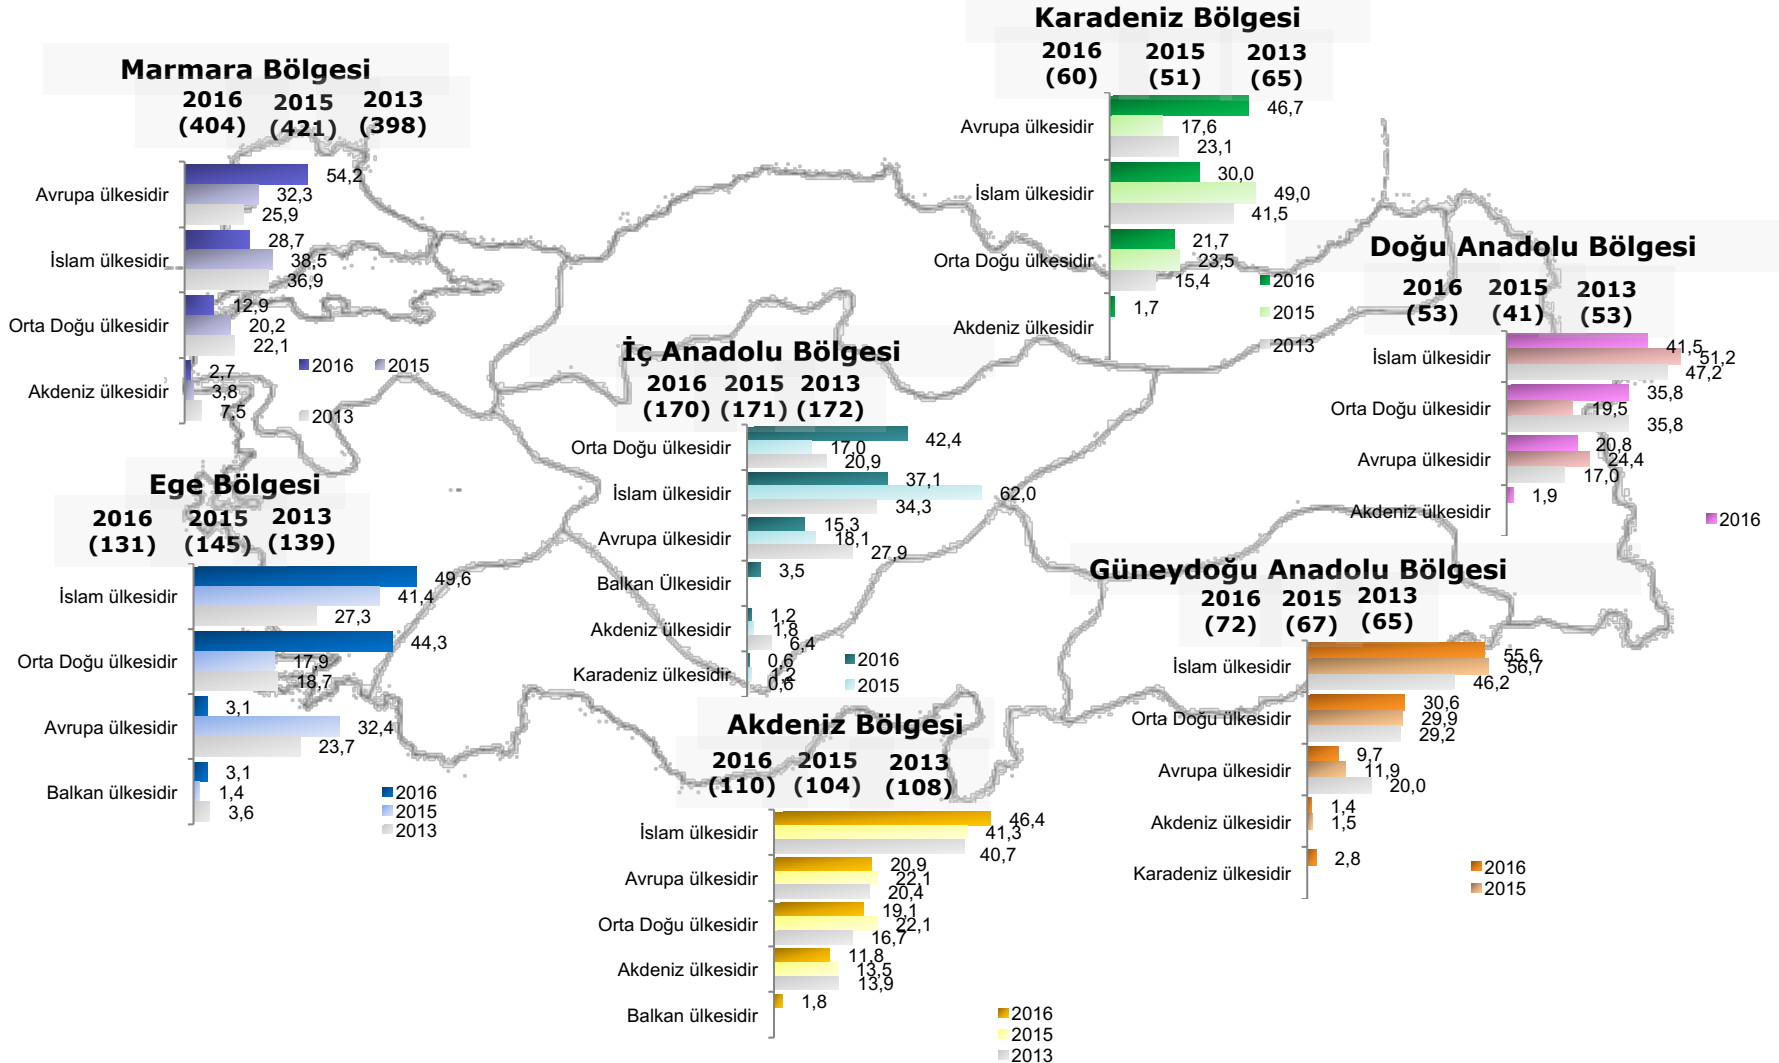 Karadeniz Bölgesi
2016 2015 2013
(60) (51) (65)
Avrupa ülkesidir 46,7 17,6 23,1
İslam ülkesidir 30,0 49,0 41,5
Orta Doğu ülkesidir 21,7 23,5 15,4
Akdeniz ülkesidir 1,7
2016
2015
2013
Marmara Bölgesi
2016 2015 2013
(404) (421) (398)
Avrupa ülkesidir 54,2 32,3 25,9
İslam ülkesidir 28,7 38,5 36,9
Orta Doğu ülkesidir 12,9 20,2 22,1
Akdeniz ülkesidir 2,7 3,8 7,5
2016 2015
2013
Doğu Anadolu Bölgesi
2016 2015 2013
(53) (41) (53)
İslam ülkesidir 41,5 51,2 47,2
Orta Doğu ülkesidir 35,8 19,5 35,8
Avrupa ülkesidir 20,8 24,4 17,0
Akdeniz ülkesidir 1,9
2016
İç Anadolu Bölgesi
2016 2015 2013
(170) (171) (172)
Orta Doğu ülkesidir 42,4 17,0 20,9
İslam ülkesidir 37,1 62,0 34,3
Avrupa ülkesidir 15,3 18,1 27,9
Balkan Ülkesidir 3,5
Akdeniz ülkesidir 1,2 1,8 6,4
Karadeniz ülkesidir 0,6 1,2 0,6
2016
2015
Ege Bölgesi
2016 2015 2013
(131) (145) (139)
İslam ülkesidir 49,6 41,4 27,3
Orta Doğu ülkesidir 44,3 17,9 18,7
Avrupa ülkesidir 3,1 32,4 23,7
Balkan ülkesidir 3,1 1,4 3,6
2016
2015
2013
Güneydoğu Anadolu Bölgesi
2016 2015 2013
(72) (67) (65)
İslam ülkesidir 55,6 56,7 46,2
Orta Doğu ülkesidir 30,6 29,9 29,2
Avrupa ülkesidir 9,7 11,9 20,0
Akdeniz ülkesidir 1,4 1,5
Karadeniz ülkesidir 2,8
2016
2015
Akdeniz Bölgesi
2016 2015 2013
(110) (104) (108)
İslam ülkesidir 46,4 41,3 40,7
Avrupa ülkesidir 20,9 22,1 20,4
Orta Doğu ülkesidir 19,1 22,1 16,7
Akdeniz ülkesidir 11,8 13,5 13,9
Balkan ülkesidir 1,8
2016
2015
2013